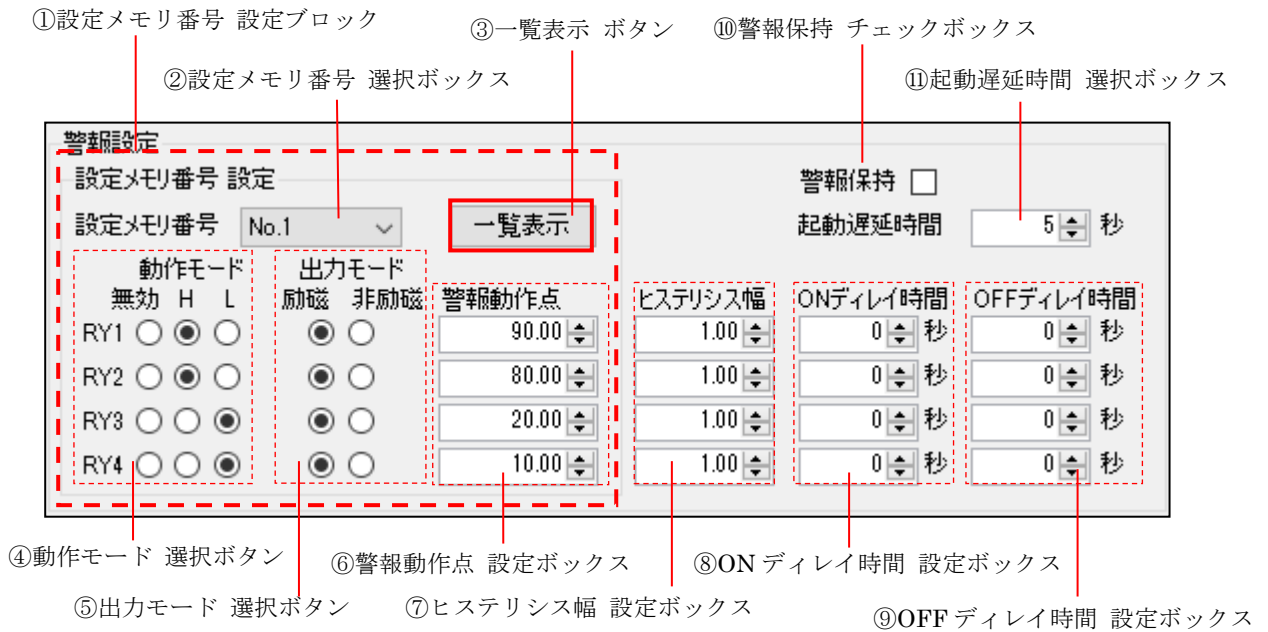 ①設定メモリ番号 設定ブロック
③一覧表示 ボタン
⑩警報保持 チェックボックス
②設定メモリ番号 選択ボックス
⑪起動遅延時間 選択ボックス
警報設定
設定メモリ番号 設定
警報保持
設定メモリ番号 No.1 一覧表示
起動遅延時間 5 秒
動作モード 出力モード
無効 H L 励磁 非励磁 警報動作点 ヒステリシス幅 ONディレイ時間 OFFディレイ時間
RY1 90.00 1.00 0 秒 0 秒
RY2 80.00 1.00 0 秒 0 秒
RY3 20.00 1.00 0 秒 0 秒
RY4 10.00 1.00 0 秒 0 秒
④動作モード 選択ボタン
⑥警報動作点 設定ボックス
⑧ON ディレイ時間 設定ボックス
⑤出力モード 選択ボタン
⑦ヒステリシス幅 設定ボックス
⑨OFF ディレイ時間 設定ボックス